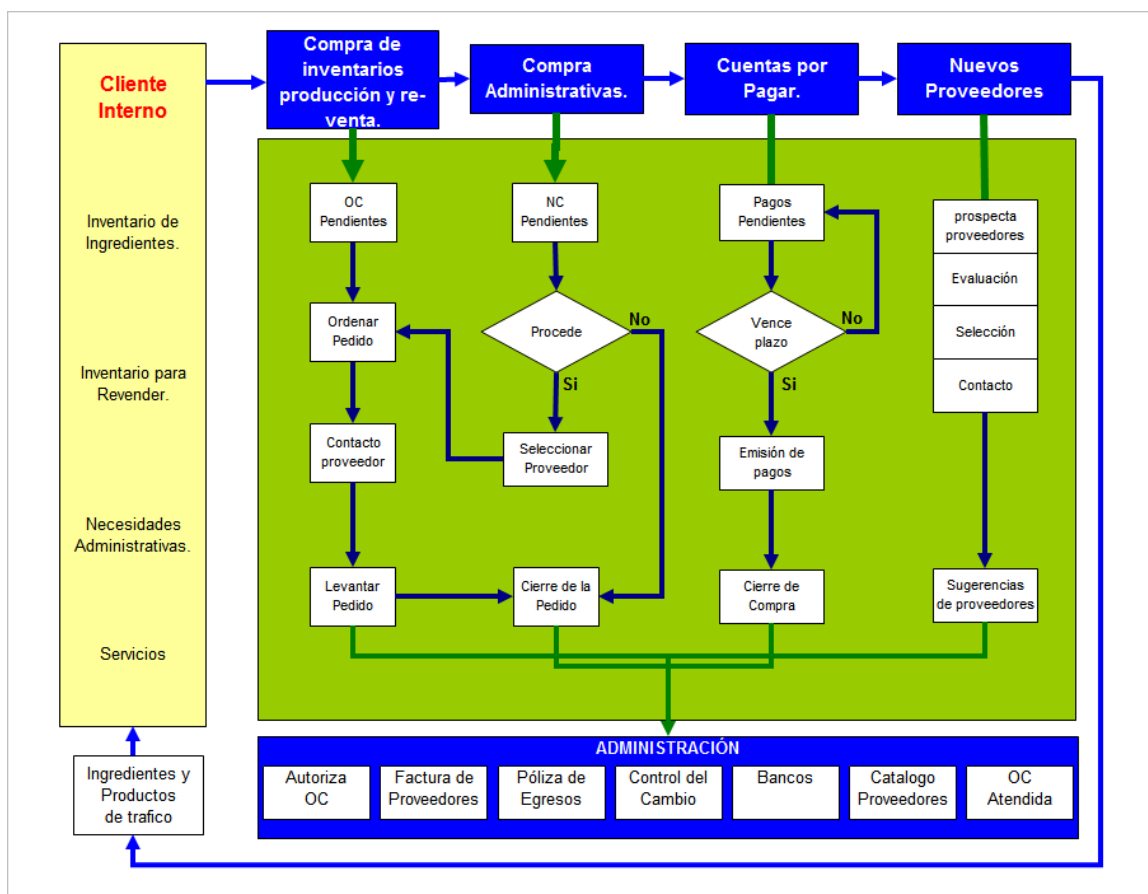 Cliente
Interno
Inventario de
Ingredientes.
Inventario para
Revender.
Necesidades
Administrativas.
Servicios
Ingredientes y
Productos
de trafico
Compra de
inventarios
producción y re-
venta.
Compra
Administrativas.
Cuentas por
Pagar.
Nuevos
Proveedores
OC
Pendientes
Ordenar
Pedido
Contacto
proveedor
Levantar
Pedido
NC
Pendientes
Procede
No
Si
Seleccionar
Proveedor
Cierre de la
Pedido
Pagos
Pendientes
Vence
plazo
No
Si
Emisión de
pagos
Cierre de
Compra
prospecta
proveedores
Evaluación
Selección
Contacto
Sugerencias
de proveedores
ADMINISTRACIÓN
Autoriza
OC
Factura de
Proveedores
Póliza de
Egresos
Control del
Cambio
Bancos
Catalogo
Proveedores
OC
Atendida